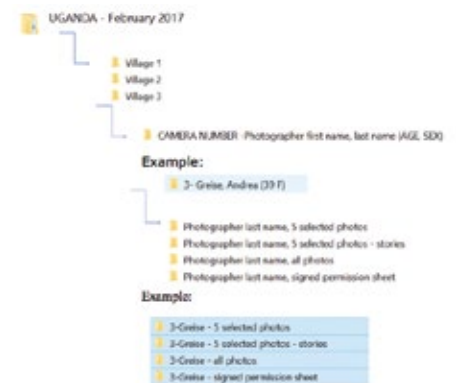 UGANDA - February 2017
Village 1
Village 2
Village 3
CAMERA NUMBER - Photographer first name, last name (AGE, SEX)
Example:
3- Greise, Andrea (39 F)
Photographer last name, 5 selected photos
Photographer last name, 5 selected photos - stories
Photographer last name, all photos
Photographer last name, signed permission sheet
Example:
3-Greise - 5 selected photos
3-Greise - 5 selected photos - stories
3-Greise - all photos
3-Greise - signed permission sheet